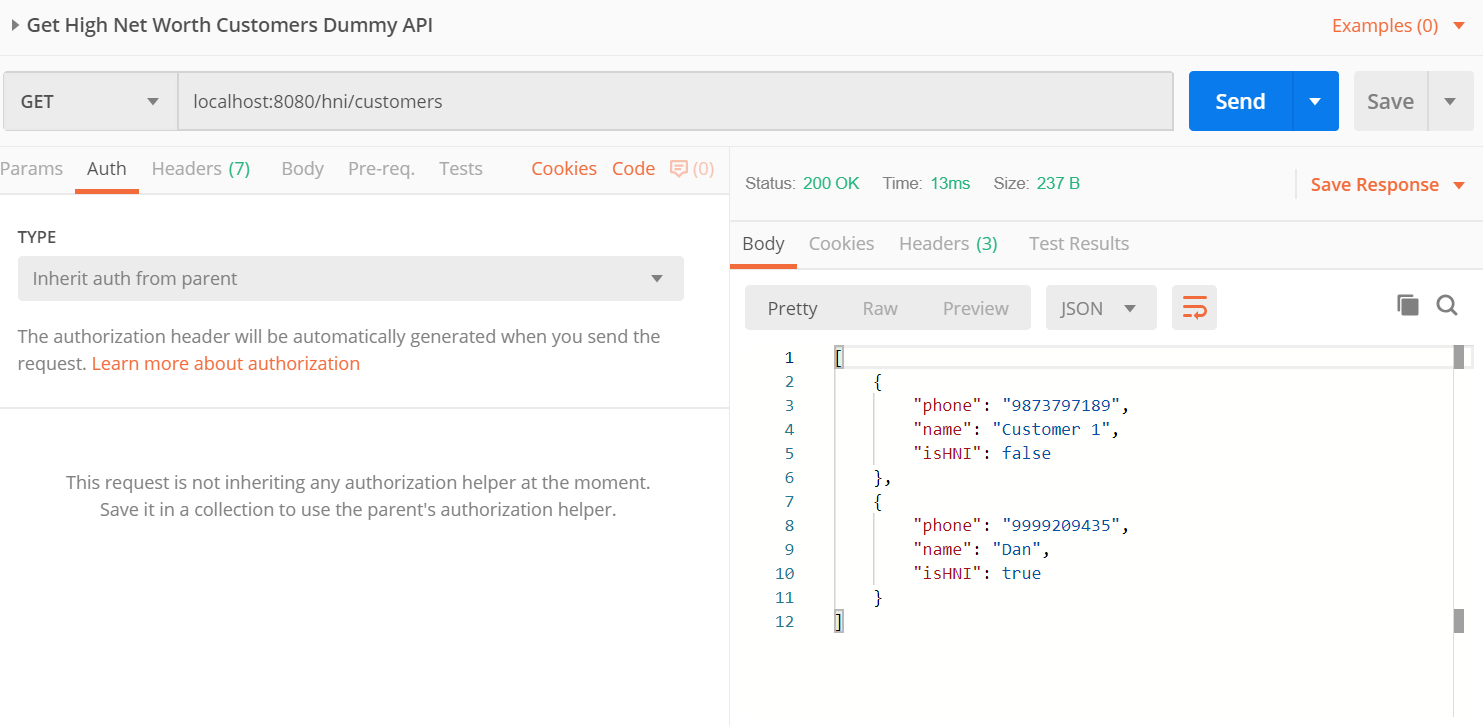 Get High Net Worth Customers Dummy API
Examples (0)
GET
localhost:8080/hni/customers
Send
Save
Params Auth Headers (7) Body Pre-req. Tests Cookies Code (0)
TYPE
Inherit auth from parent
The authorization header will be automatically generated when you send the
request. Learn more about authorization
This request is not inheriting any authorization helper at the moment.
Save it in a collection to use the parent's authorization helper.
Status: 200 OK Time: 13ms Size: 237 B
Save Response
Body Cookies Headers (3) Test Results
Pretty Raw Preview JSON
1 [
2 {
3 "phone": "9873797189",
4 "name": "Customer 1",
5 "isHNI": false
6 },
7 {
8 "phone": "9999209435",
9 "name": "Dan",
10 "isHNI": true
11 }
12 ]